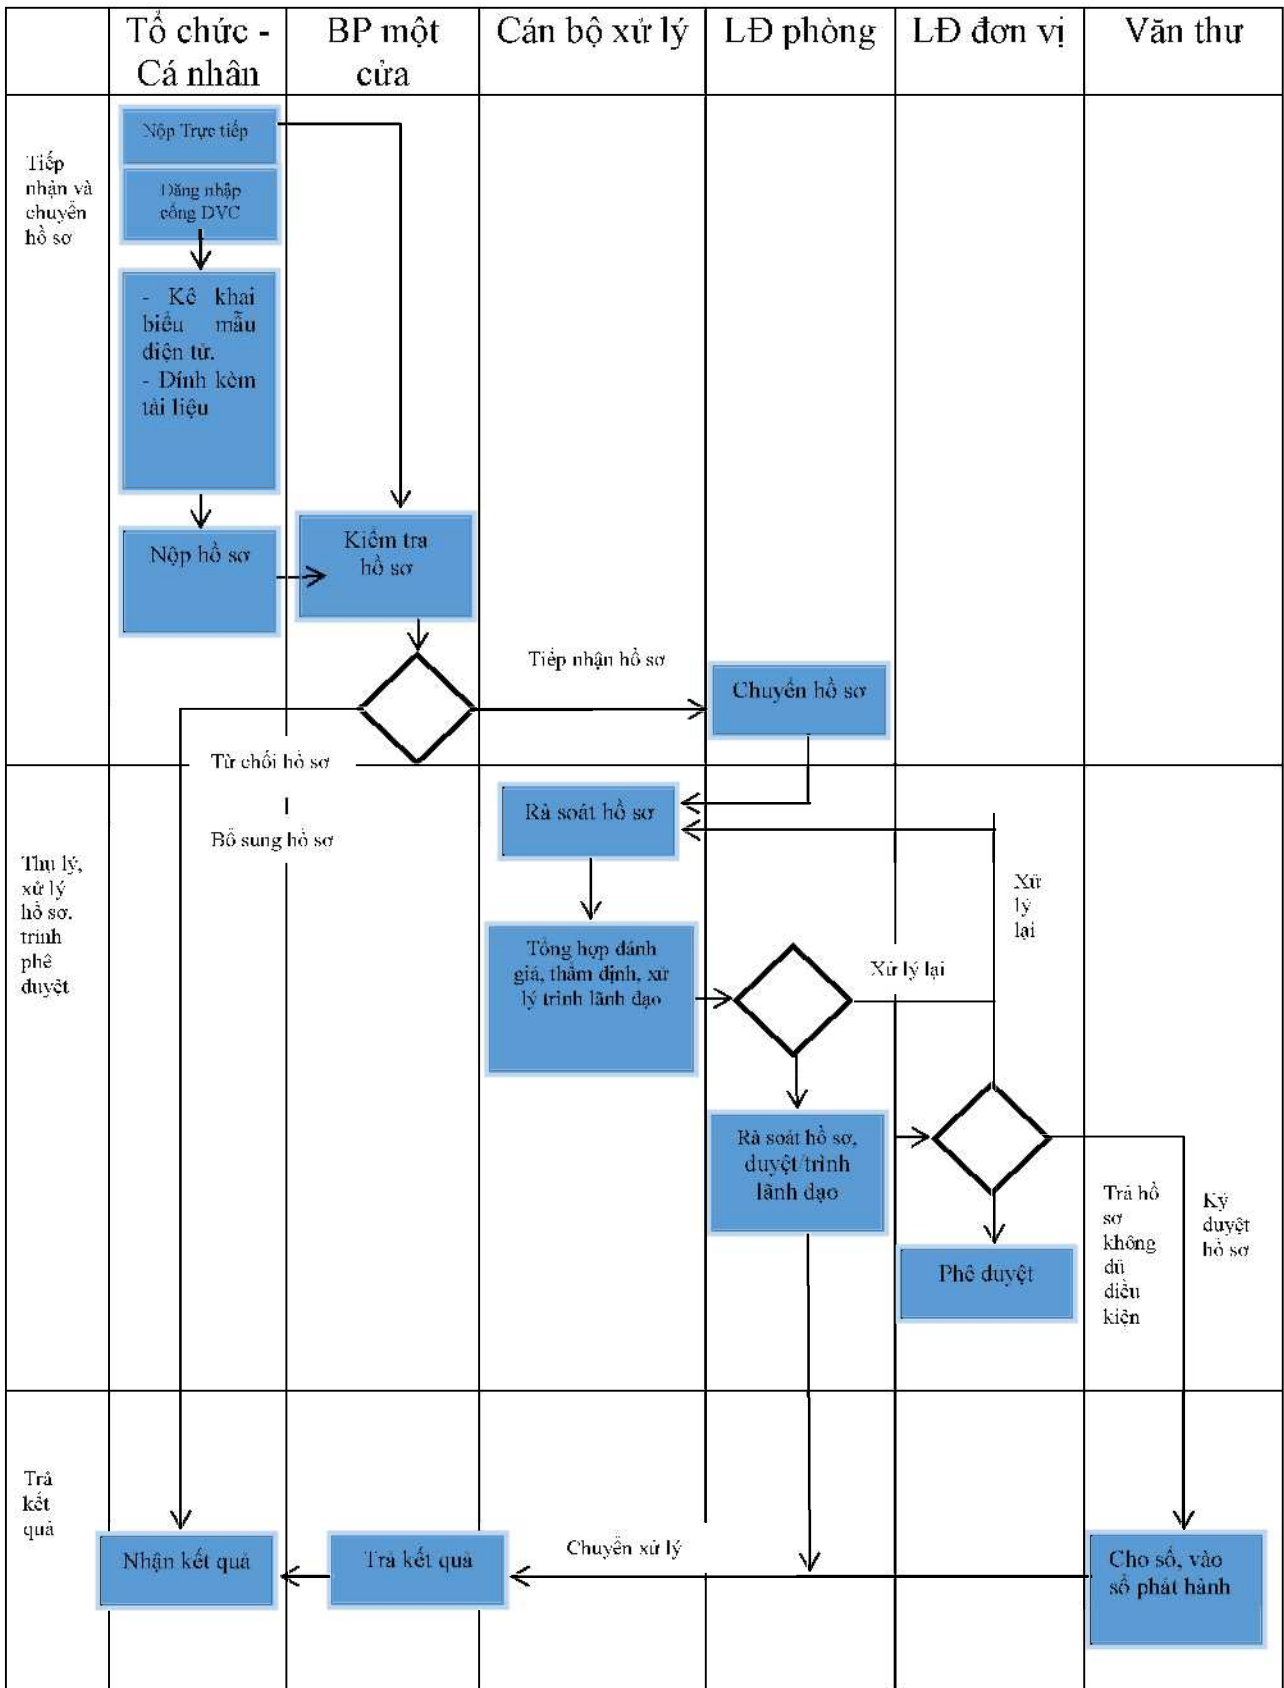 Tổ chức -
Cá nhân
BP một
cửa
Cán bộ xử lý
LĐ phòng
LĐ đơn vị
Văn thư
Tiếp
nhận và
chuyển
hồ sơ
Nộp Trực tiếp
Đăng nhập
cổng DVC
- Kê khai
biểu mẫu
điện tử.
- Đính kèm
tài liệu
Nộp hồ sơ
Kiểm tra
hồ sơ
Tiếp nhận hồ sơ
Chuyển hồ sơ
Từ chối hồ sơ
Bổ sung hồ sơ
Thụ lý,
xử lý
hồ sơ.
trình
phê
duyệt
Rà soát hồ sơ
Xử
lý
lại
Tổng hợp đánh
giá, thẩm định, xử
lý trình lãnh đạo
Xử lý lại
Rà soát hồ sơ,
duyệt/trình
lãnh đạo
Phê duyệt
Trả hồ
sơ
không
đủ
điều
kiện
Ký
duyệt
hồ sơ
Trả
kết
quả
Nhận kết quả
Trả kết quả
Chuyển xử lý
Cho số, vào
sổ phát hành